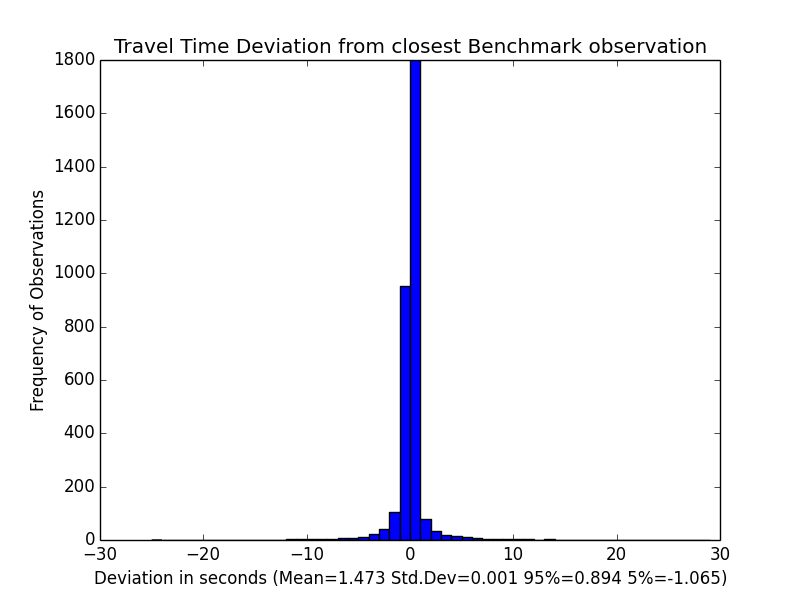 Travel Time Deviation from closest Benchmark observation
1800
1600
1400
1200
1000
800
600
400
200
0
Frequency of Observations
−30 −20 −10 0 10 20 30
Deviation in seconds (Mean=1.473 Std.Dev=0.001 95%=0.894 5%=-1.065)